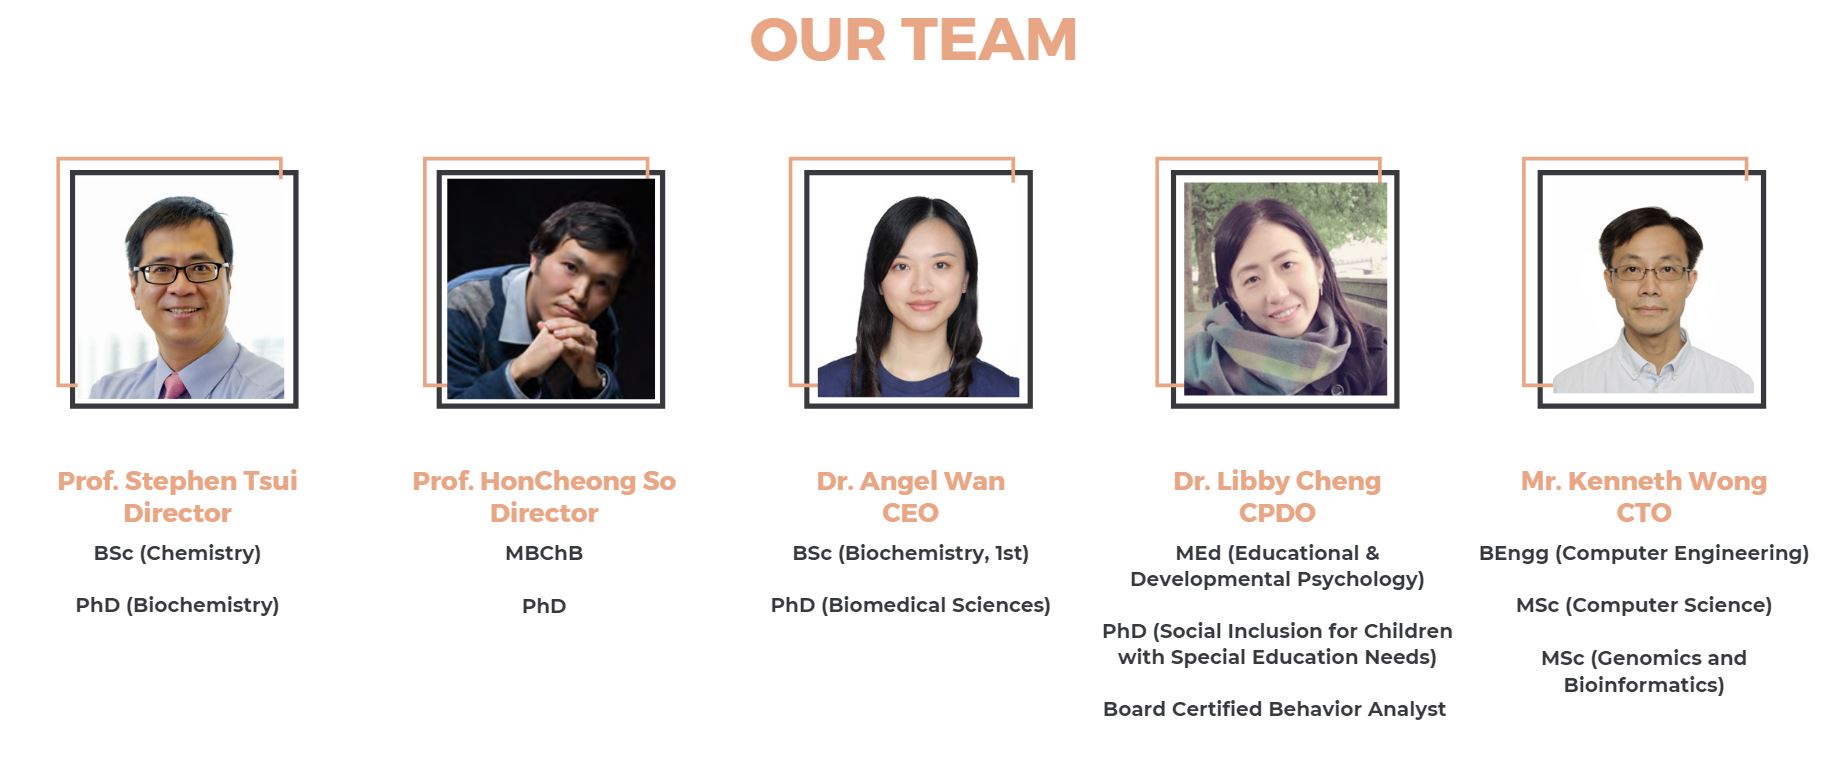 OUR TEAM
Prof. Stephen Tsui
Director
BSc (Chemistry)
PhD (Biochemistry)
Prof. HonCheong So
Director
MBChB
PhD
Dr. Angel Wan
CEO
BSc (Biochemistry, 1st)
PhD (Biomedical Sciences)
Dr. Libby Cheng
CPDO
MEd (Educational &
Developmental Psychology)
PhD (Social Inclusion for Children
with Special Education Needs)
Board Certified Behavior Analyst
Mr. Kenneth Wong
CTO
BEngg (Computer Engineering)
MSc (Computer Science)
MSc (Genomics and
Bioinformatics)